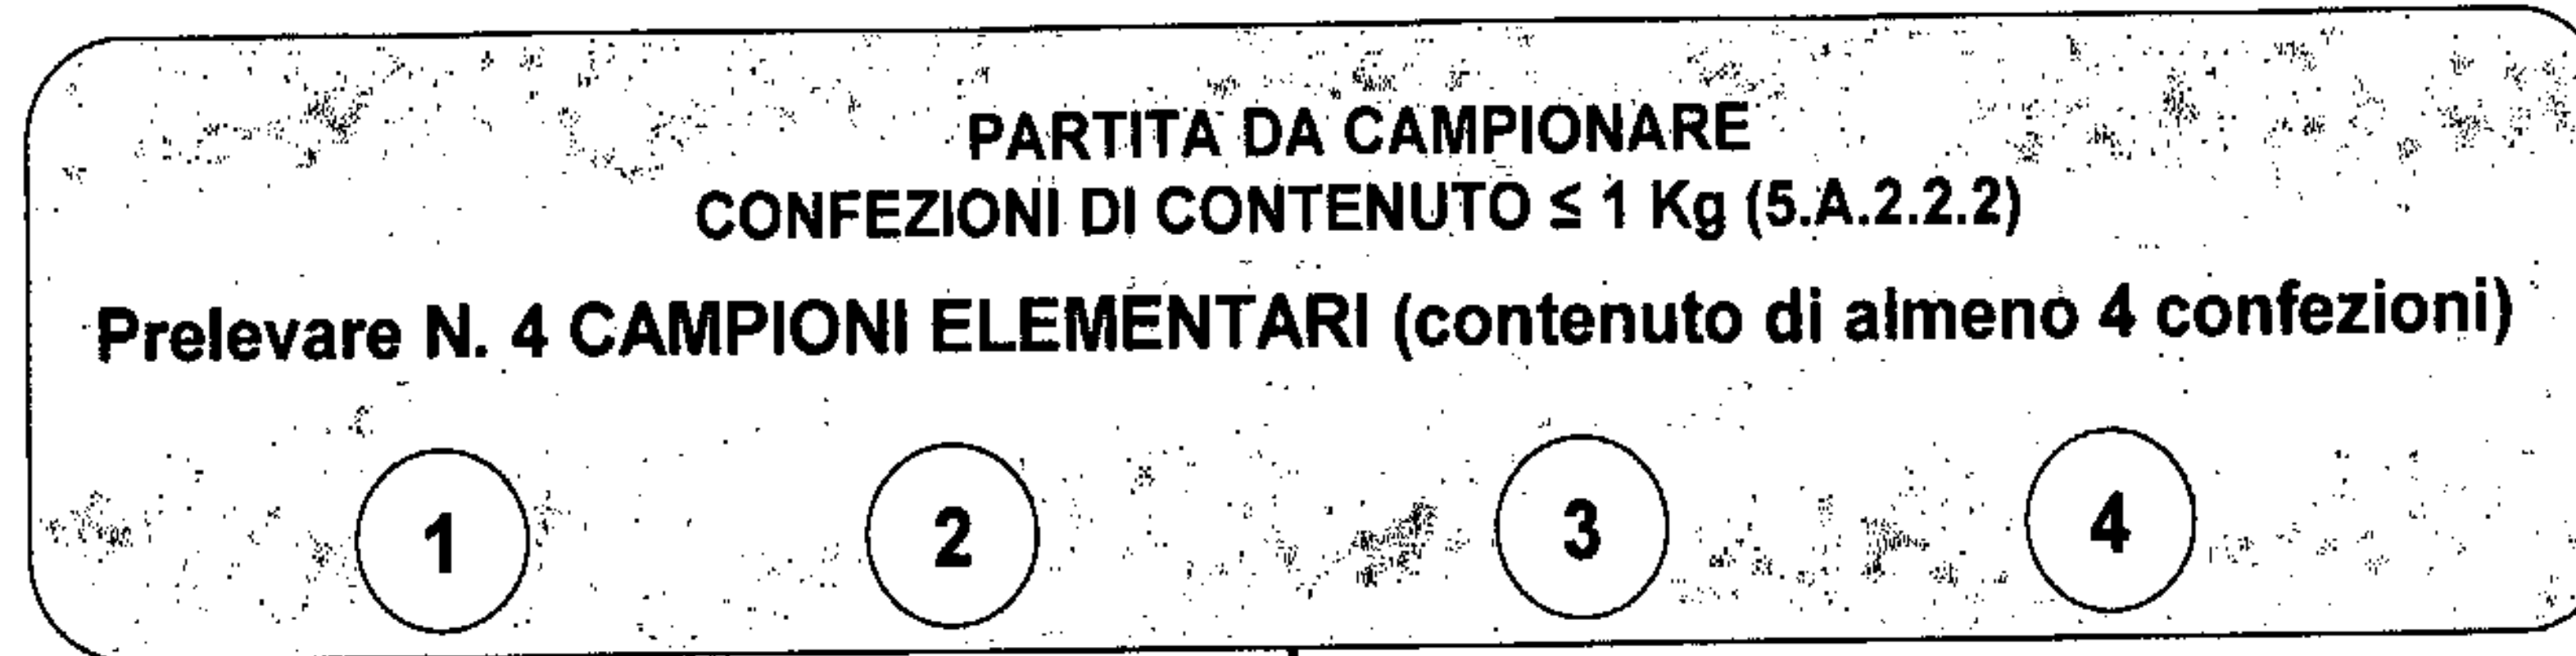 PARTITA DA CAMPIONARE
CONFEZIONI DI CONTENUTO ≤ 1 Kg (5.A.2.2.2)
Prelevare N. 4 CAMPIONI ELEMENTARI (contenuto di almeno 4 confezioni)
1 2 3 4